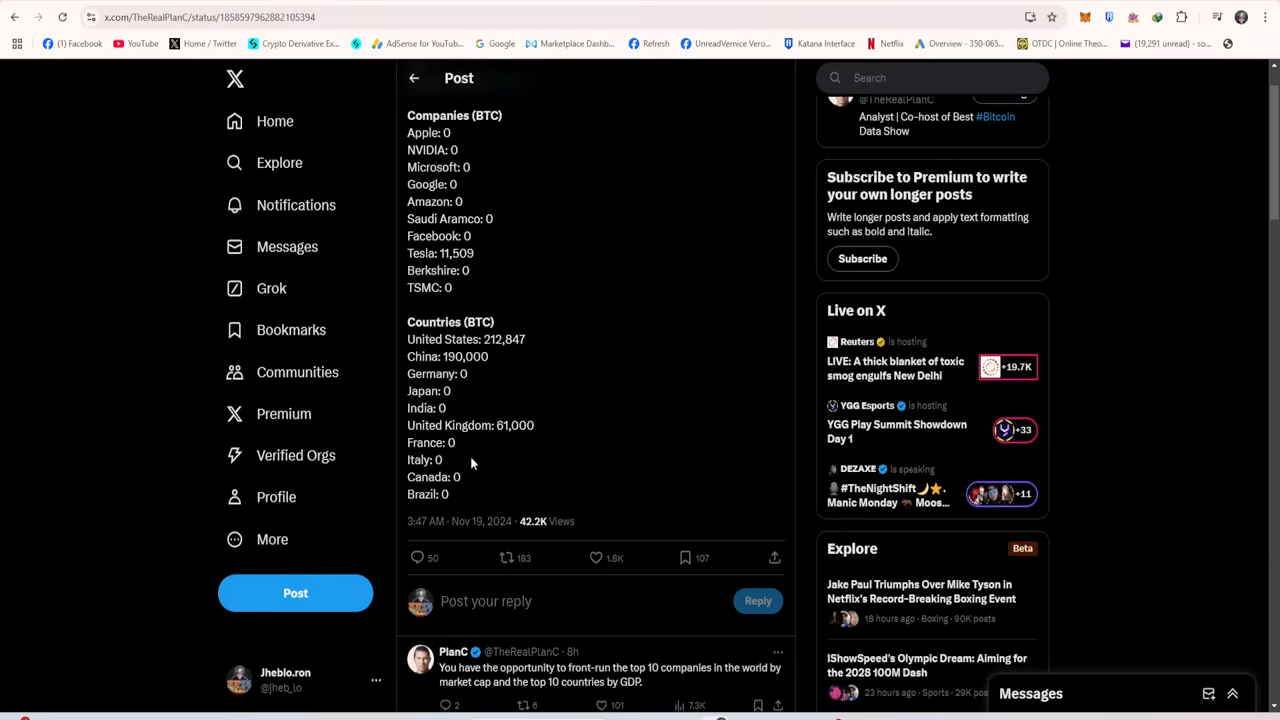 x.com/TheRealPlanC/status/1858597962882105394
(1) Facebook
YouTube
Home / Twitter
Crypto Derivative Ex...
AdSense for YouTub...
Google
Marketplace Dashb...
Refresh
UnreadVernice Vero...
Katana Interface
Netflix
Overview - 350-065...
OTDC | Online Theo...
(19,291 unread) - so...
Home
Explore
Notifications
Messages
Grok
Bookmarks
Communities
Premium
Verified Orgs
Profile
More
Post
Jheblo.ron
@jheb_lo
Post
Companies (BTC)
Apple: 0
NVIDIA: 0
Microsoft: 0
Google: 0
Amazon: 0
Saudi Aramco: 0
Facebook: 0
Tesla: 11,509
Berkshire: 0
TSMC: 0
Countries (BTC)
United States: 212,847
China: 190,000
Germany: 0
Japan: 0
India: 0
United Kingdom: 61,000
France: 0
Italy: 0
Canada: 0
Brazil: 0
3:47 AM · Nov 19, 2024 · 42.2K Views
50 183 1.8K 107
Post your reply
Reply
PlanC @TheRealPlanC · 8h
You have the opportunity to front-run the top 10 companies in the world by
market cap and the top 10 countries by GDP.
2 6 101 7.3K
Search
@TheRealPlanC
Analyst | Co-host of Best #Bitcoin
Data Show
Subscribe to Premium to write
your own longer posts
Write longer posts and apply text formatting
such as bold and italic.
Subscribe
Live on X
Reuters is hosting
LIVE: A thick blanket of toxic
smog engulfs New Delhi
+19.7K
YGG Esports is hosting
YGG Play Summit Showdown
Day 1
+33
DEZAXE is speaking
#TheNightShift🌙⭐.
Manic Monday Moos...
+11
Explore
Beta
Jake Paul Triumphs Over Mike Tyson in
Netflix's Record-Breaking Boxing Event
18 hours ago · Boxing · 90K posts
IShowSpeed's Olympic Dream: Aiming for
the 2028 100M Dash
23 hours ago · Sports · 29K pos
Messages